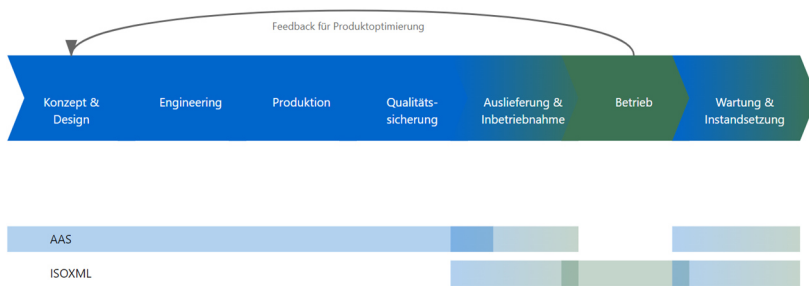 Feedback für Produktoptimierung
Konzept &
Design
Engineering
Produktion
Qualitäts-
sicherung
Auslieferung &
Inbetriebnahme
Betrieb
Wartung &
Instandsetzung
AAS
ISOXML